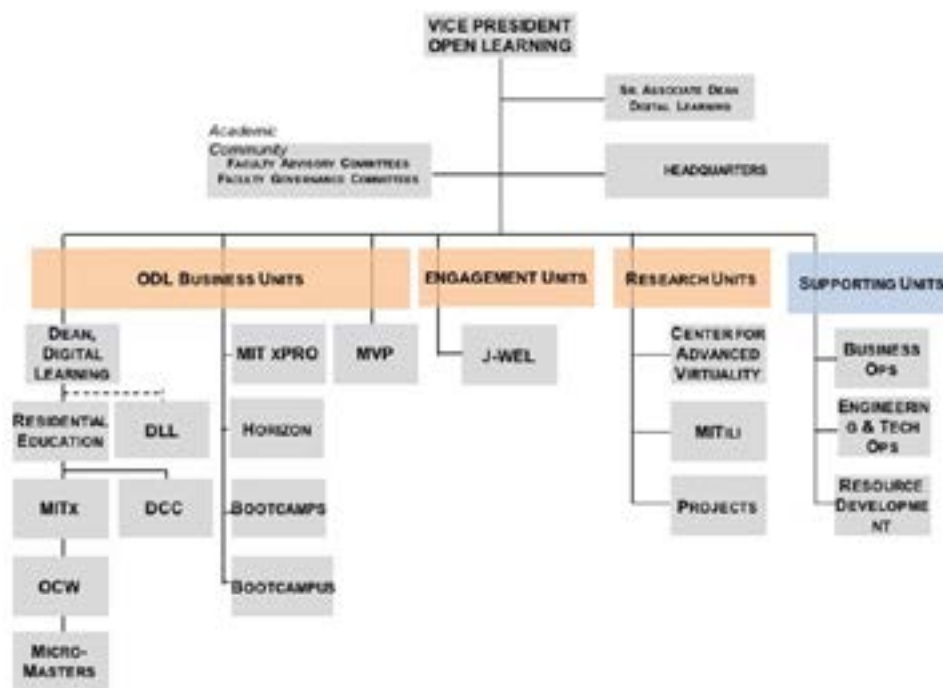 VICE PRESIDENT
OPEN LEARNING
SR. ASSOCIATE DEAN
DIGITAL LEARNING
Academic
Community
FACULTY ADVISORY COMMITTEES
FACULTY GOVERNANCE COMMITTEES
HEADQUARTERS
ODL BUSINESS UNITS
ENGAGEMENT UNITS
RESEARCH UNITS
SUPPORTING UNITS
DEAN,
DIGITAL
LEARNING
MIT XPRO
MVP
J-WEL
CENTER FOR
ADVANCED
VIRTUALITY
BUSINESS
OPS
RESIDENTIAL
EDUCATION
DLL
HORIZON
MITILI
ENGINEERIN
G & TECH
OPS
MITX
DCC
BOOTCAMPS
PROJECTS
RESOURCE
DEVELOPME
NT
OCW
BOOTCAMPUS
MICRO-
MASTERS